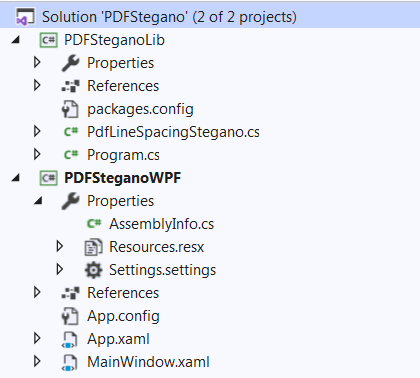 Solution 'PDFStegano' (2 of 2 projects)
C# PDFSteganoLib
Properties
References
packages.config
C# PdfLineSpacingStegano.cs
C# Program.cs
C# PDFSteganoWPF
Properties
C# AssemblyInfo.cs
Resources.resx
Settings.settings
References
App.config
App.xaml
MainWindow.xaml